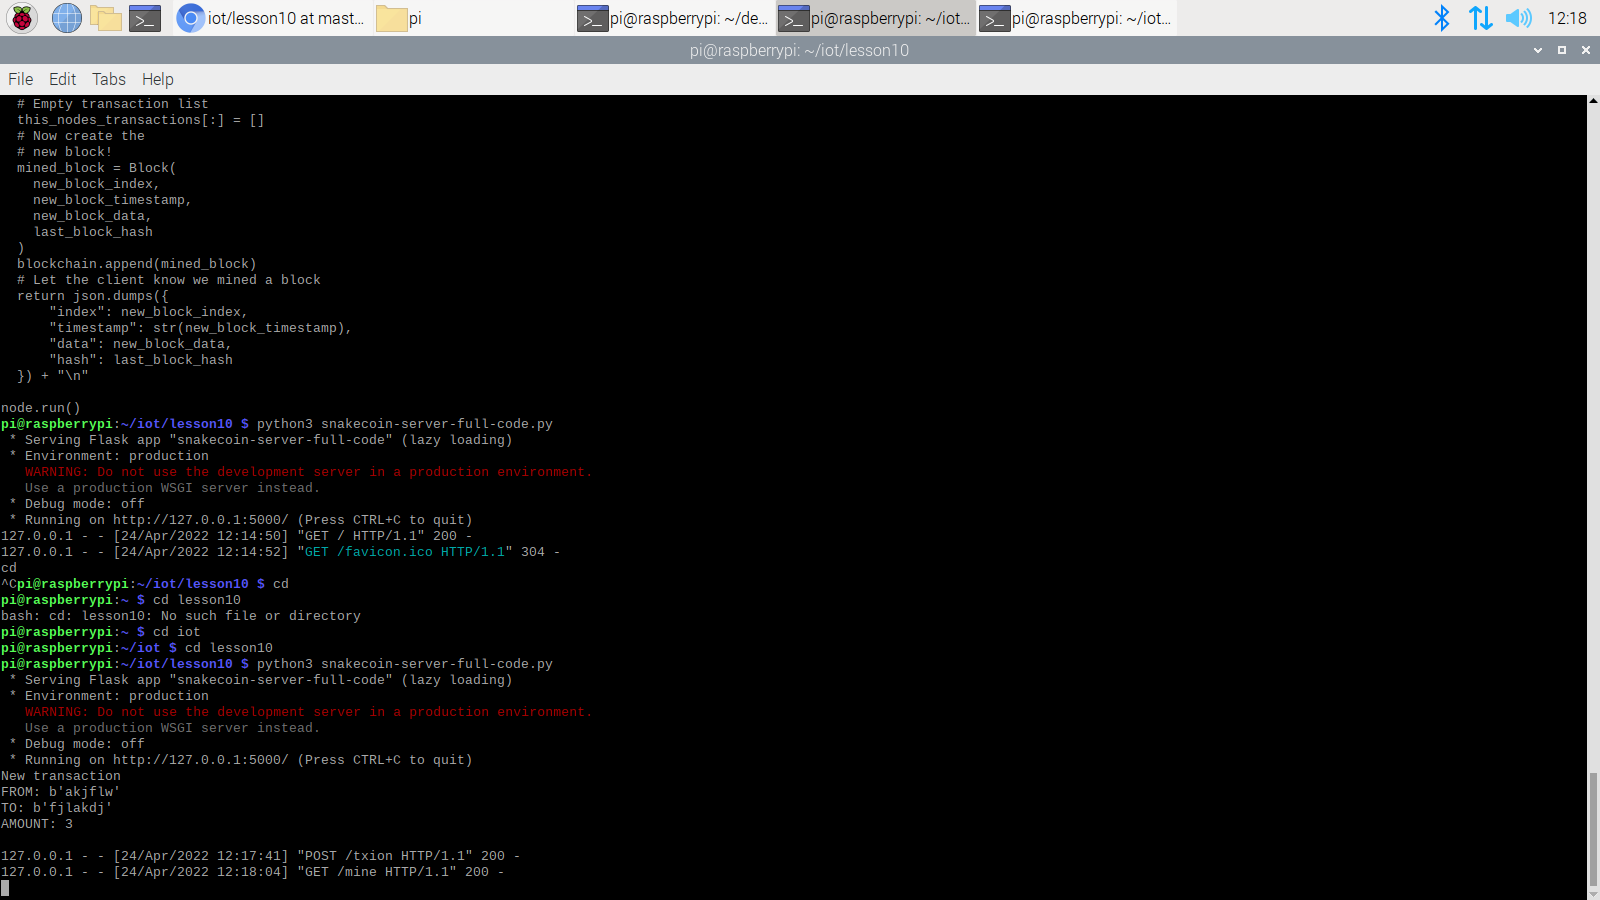 iot/lesson10 at mast...
pi
pi@raspberrypi: ~/de...
pi@raspberrypi: ~/iot...
pi@raspberrypi: ~/iot...
12:18
pi@raspberrypi: ~/iot/lesson10
File Edit Tabs Help
# Empty transaction list
this_nodes_transactions[:] = []
# Now create the
# new block!
mined_block = Block(
new_block_index,
new_block_timestamp,
new_block_data,
last_block_hash
)
blockchain.append(mined_block)
# Let the client know we mined a block
return json.dumps({
"index": new_block_index,
"timestamp": str(new_block_timestamp),
"data": new_block_data,
"hash": last_block_hash
}) + "\n"
node.run()
pi@raspberrypi:~/iot/lesson10 $ python3 snakecoin-server-full-code.py
* Serving Flask app "snakecoin-server-full-code" (lazy loading)
* Environment: production
WARNING: Do not use the development server in a production environment.
Use a production WSGI server instead.
* Debug mode: off
* Running on http://127.0.0.1:5000/ (Press CTRL+C to quit)
127.0.0.1 - - [24/Apr/2022 12:14:50] "GET / HTTP/1.1" 200 -
127.0.0.1 - - [24/Apr/2022 12:14:52] "GET /favicon.ico HTTP/1.1" 304 -
cd
^Cpi@raspberrypi:~/iot/lesson10 $ cd
pi@raspberrypi:~ $ cd lesson10
bash: cd: lesson10: No such file or directory
pi@raspberrypi:~ $ cd iot
pi@raspberrypi:~/iot $ cd lesson10
pi@raspberrypi:~/iot/lesson10 $ python3 snakecoin-server-full-code.py
* Serving Flask app "snakecoin-server-full-code" (lazy loading)
* Environment: production
WARNING: Do not use the development server in a production environment.
Use a production WSGI server instead.
* Debug mode: off
* Running on http://127.0.0.1:5000/ (Press CTRL+C to quit)
New transaction
FROM: b'akjflw'
TO: b'fjlakdj'
AMOUNT: 3
127.0.0.1 - - [24/Apr/2022 12:17:41] "POST /txion HTTP/1.1" 200 -
127.0.0.1 - - [24/Apr/2022 12:18:04] "GET /mine HTTP/1.1" 200 -